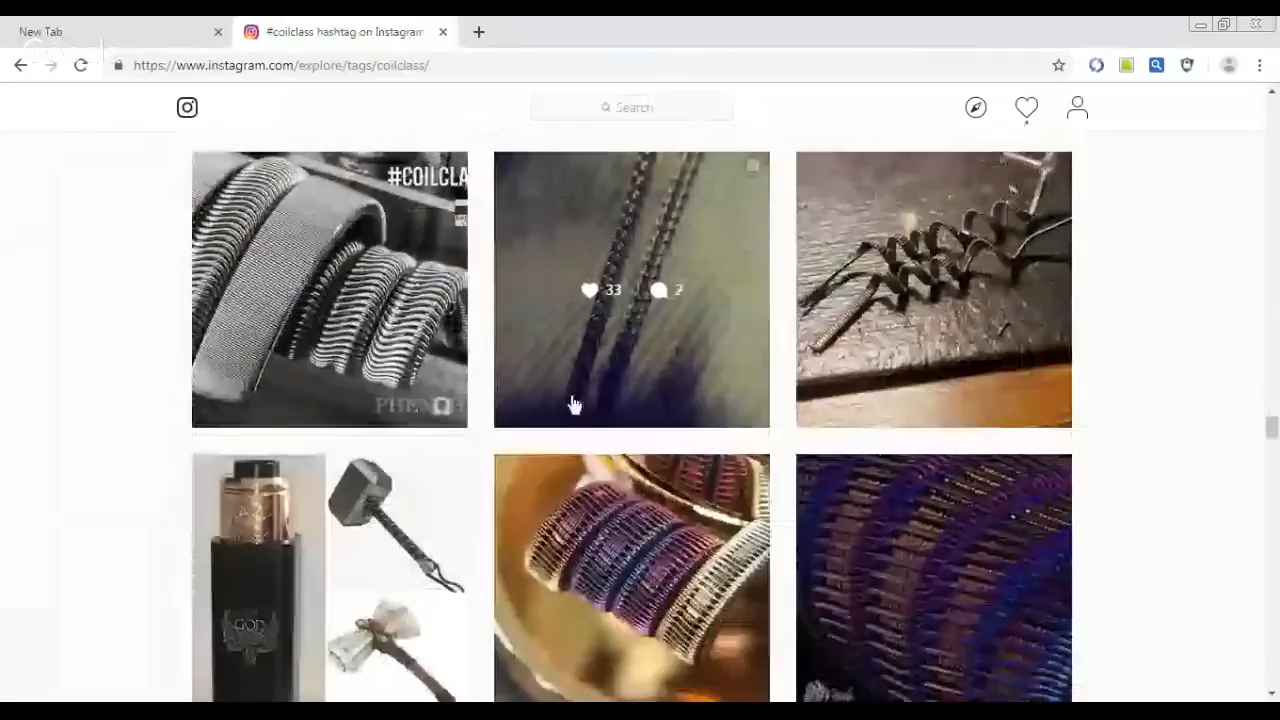 New Tab
#coilclass hashtag on Instagram
https://www.instagram.com/explore/tags/coilclass/
Search
#COILCLA
33
2
GOD